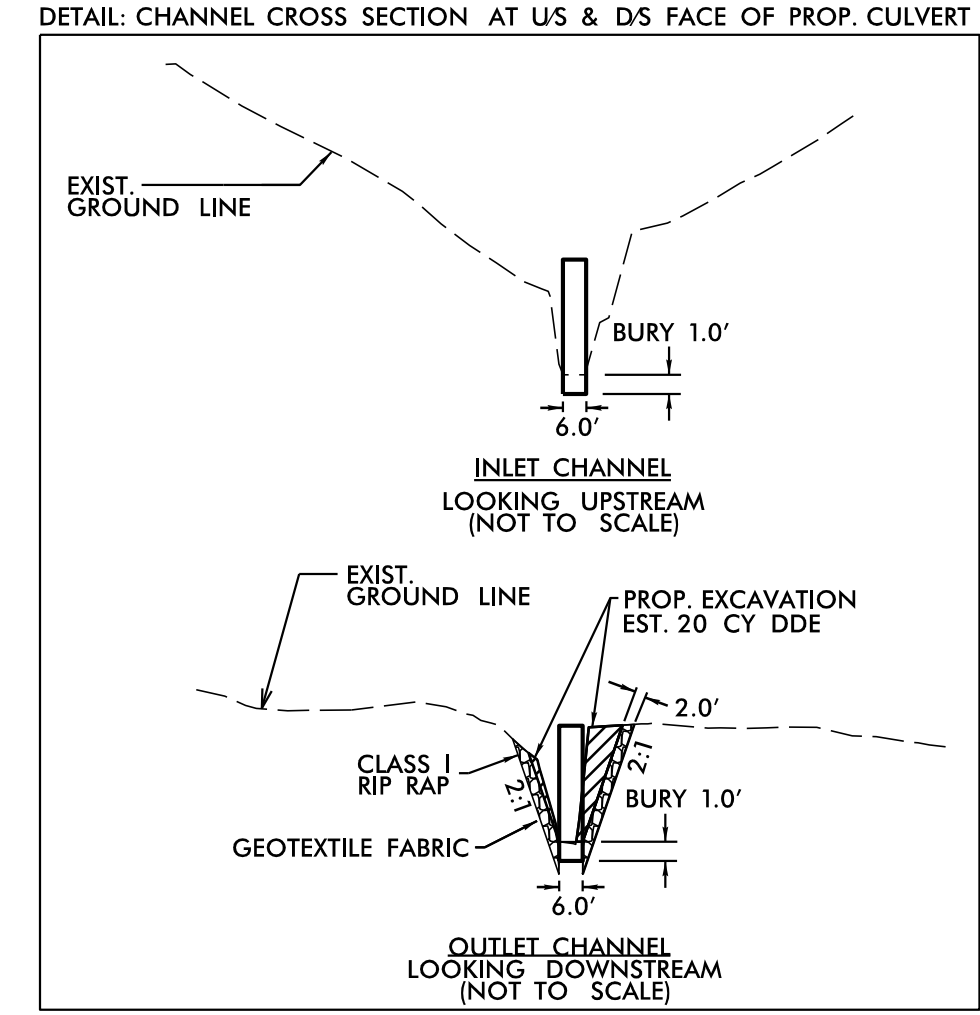 DETAIL: CHANNEL CROSS SECTION AT U/S & D/S FACE OF PROP. CULVERT
EXIST.
GROUND LINE
BURY 1.0'
6.0'
INLET CHANNEL
LOOKING UPSTREAM
(NOT TO SCALE)
EXIST.
GROUND LINE
PROP. EXCAVATION
EST. 20 CY DDE
2.0'
CLASS I
RIP RAP
2:1
2:1
BURY 1.0'
GEOTEXTILE FABRIC
6.0'
OUTLET CHANNEL
LOOKING DOWNSTREAM
(NOT TO SCALE)